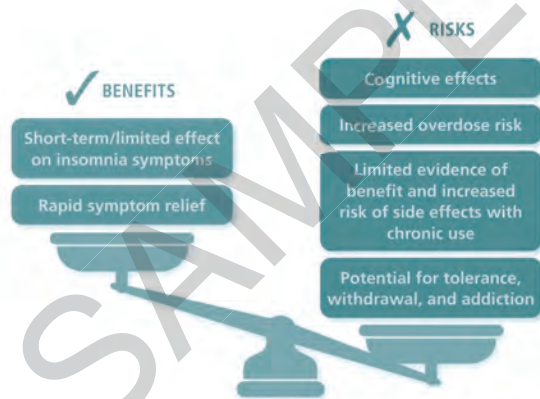 BENEFITS
Short-term/limited effect
on insomnia symptoms
Rapid symptom relief
RISKS
Cognitive effects
Increased overdose risk
Limited evidence of
benefit and increased
risk of side effects with
chronic use
Potential for tolerance,
withdrawal, and addiction
SAMPL